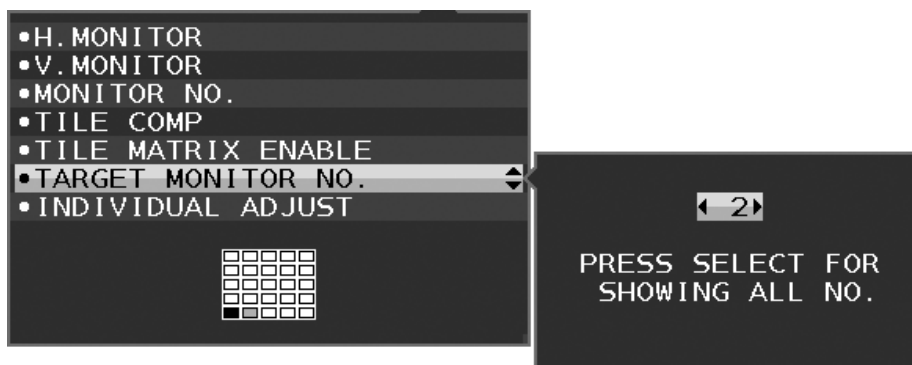 •H.MONITOR
•V.MONITOR
•MONITOR NO.
•TILE COMP
•TILE MATRIX ENABLE
•TARGET MONITOR NO.
•INDIVIDUAL ADJUST
2
PRESS SELECT FOR
SHOWING ALL NO.